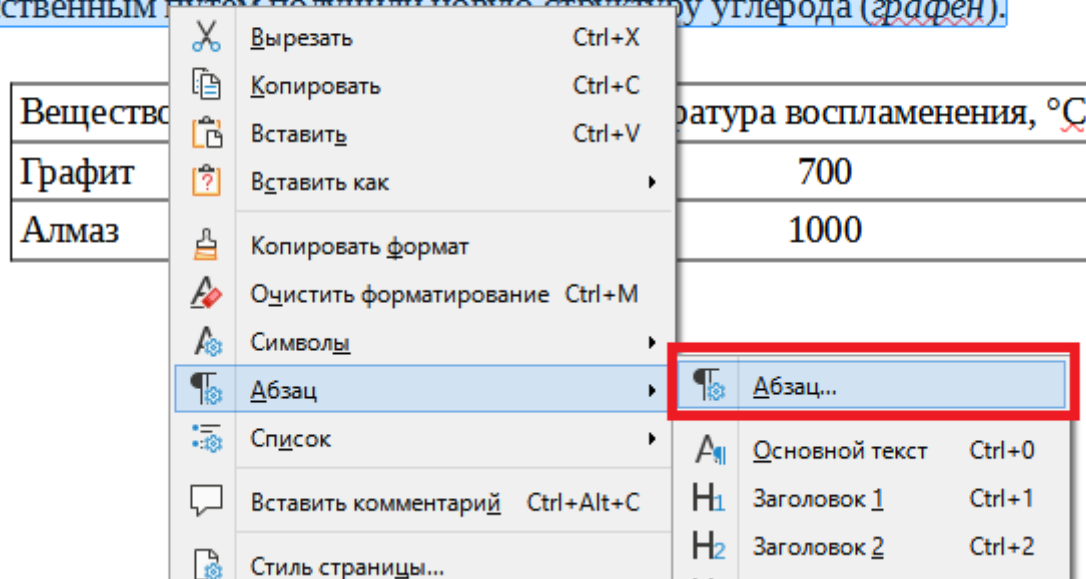 ственным путем получили новую структуру углерода (графен).
Вырезать Ctrl+X
Копировать Ctrl+C
Вещество ратура воспламенения, °С
Вставить Ctrl+V
Графит 700
Вставить как
Алмаз 1000
Копировать формат
Очистить форматирование Ctrl+M
Символы
Абзац Абзац...
Список Основной текст Ctrl+0
Вставить комментарий Ctrl+Alt+C Заголовок 1 Ctrl+1
Стиль страницы... Заголовок 2 Ctrl+2